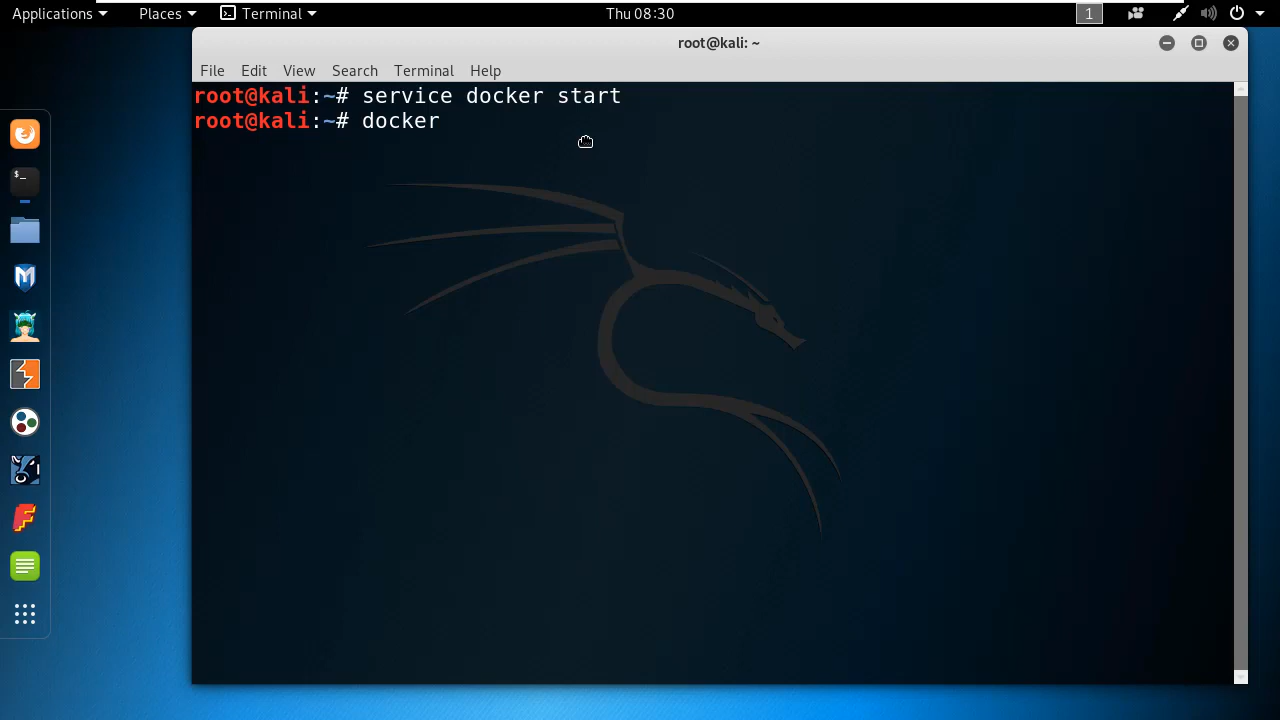 Applications Places Terminal Thu 08:30 1
root@kali: ~
File Edit View Search Terminal Help
root@kali:~# service docker start
root@kali:~# docker
$_